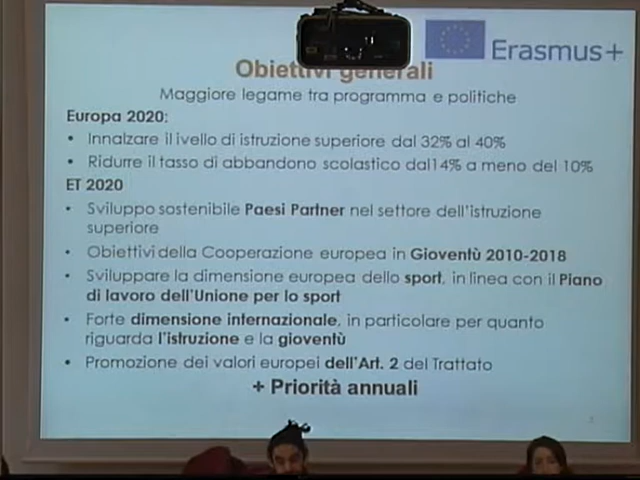 Erasmus+
Obiettivi generali
Maggiore legame tra programma e politiche
Europa 2020:
• Innalzare il livello di istruzione superiore dal 32% al 40%
• Ridurre il tasso di abbandono scolastico dal14% a meno del 10%
ET 2020
• Sviluppo sostenibile Paesi Partner nel settore dell'istruzione
superiore
• Obiettivi della Cooperazione europea in Gioventù 2010-2018
• Sviluppare la dimensione europea dello sport, in linea con il Piano
di lavoro dell'Unione per lo sport
• Forte dimensione internazionale, in particolare per quanto
riguarda l'istruzione e la gioventù
• Promozione dei valori europei dell'Art. 2 del Trattato
+ Priorità annuali